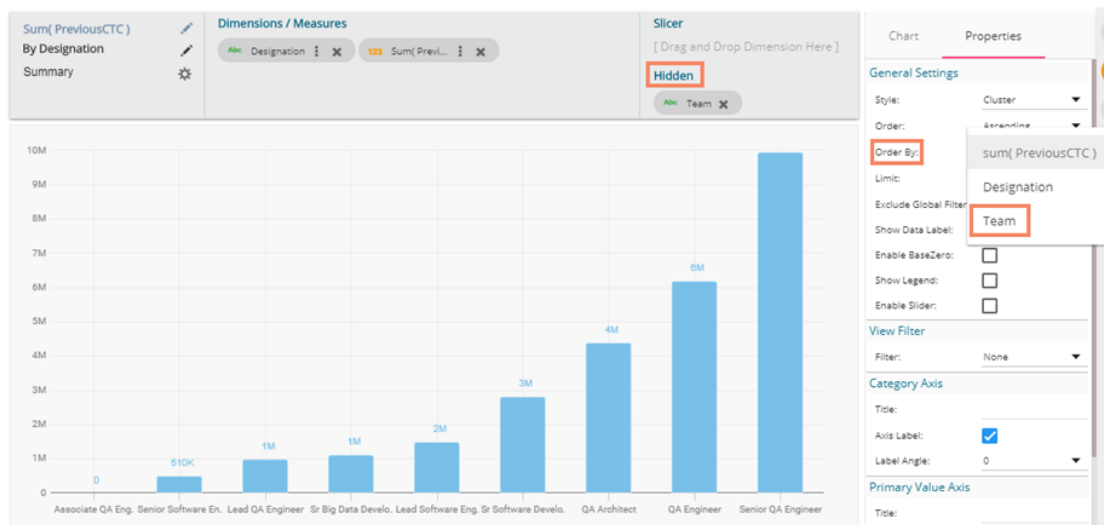 Sum( PreviousCTC )
By Designation
Summary
Dimensions / Measures
Abc Designation
123 Sum( Previ...
Slicer
[ Drag and Drop Dimension Here ]
Hidden
Abc Team
Chart Properties
General Settings
Style: Cluster
Order: Ascending
Order By:
sum( PreviousCTC )
Designation
Team
Limit:
Exclude Global Filter
Show Data Label:
Enable BaseZero:
Show Legend:
Enable Slider:
View Filter
Filter: None
Category Axis
Title:
Axis Label:
Label Angle: 0
Primary Value Axis
Title:
10M
9M
8M
7M
6M
5M
4M
3M
2M
1M
0
0
510K
1M
1M
2M
3M
4M
6M
Associate QA Eng. Senior Software En. Lead QA Engineer Sr Big Data Develo. Lead Software Eng. Sr Software Develo. QA Architect QA Engineer Senior QA Engineer